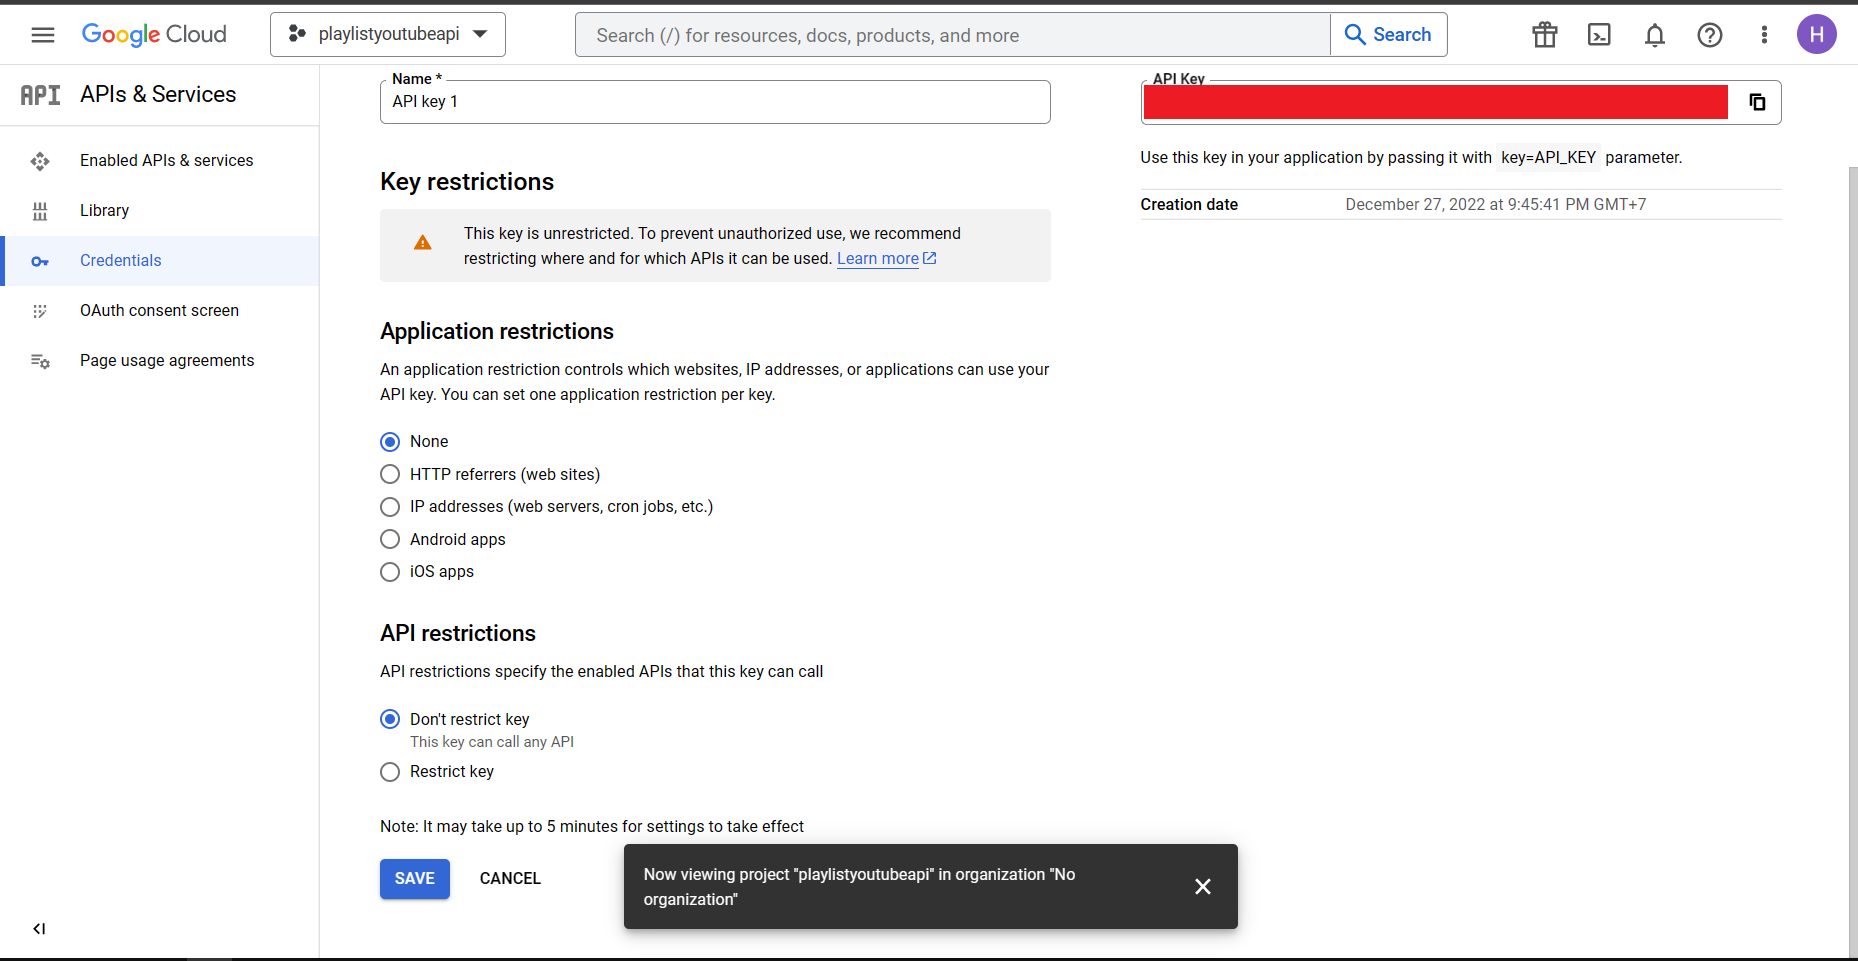 Google Cloud
playlistyoutubeapi
Search (/) for resources, docs, products, and more
Search
H
API
APIs & Services
Enabled APIs & services
Library
Credentials
OAuth consent screen
Page usage agreements
Name *
API key 1
Key restrictions
This key is unrestricted. To prevent unauthorized use, we recommend
restricting where and for which APIs it can be used. Learn more
Application restrictions
An application restriction controls which websites, IP addresses, or applications can use your
API key. You can set one application restriction per key.
None
HTTP referrers (web sites)
IP addresses (web servers, cron jobs, etc.)
Android apps
iOS apps
API restrictions
API restrictions specify the enabled APIs that this key can call
Don't restrict key
This key can call any API
Restrict key
Note: It may take up to 5 minutes for settings to take effect
SAVE
CANCEL
API Key
Use this key in your application by passing it with key=API_KEY parameter.
Creation date
December 27, 2022 at 9:45:41 PM GMT+7
Now viewing project "playlistyoutubeapi" in organization "No
organization"